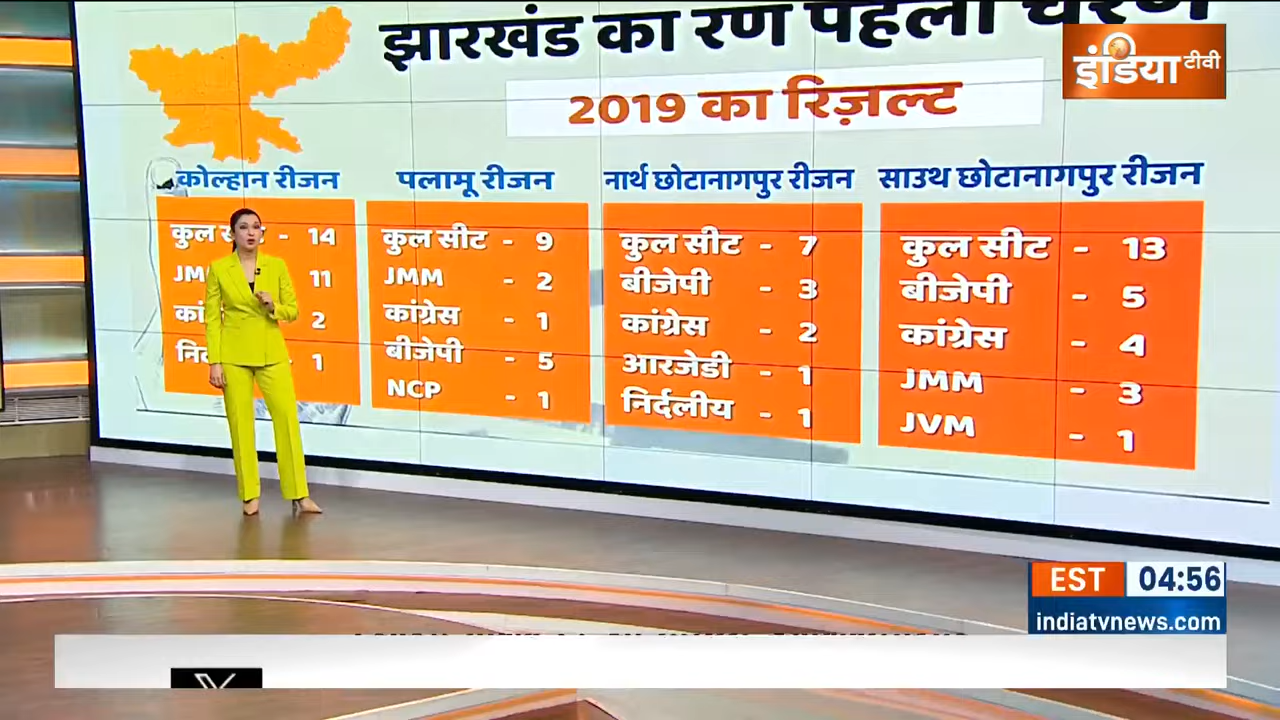 झारखंड का रण पहला चरण
इंडिया टीवी
2019 का रिज़ल्ट
कोल्हान रीजन
कुल - 14
11
2
- 1
पलामू रीजन
कुल सीट - 9
JMM - 2
कांग्रेस - 1
बीजेपी - 5
NCP - 1
नार्थ छोटानागपुर रीजन
कुल सीट - 7
बीजेपी - 3
कांग्रेस - 2
आरजेडी - 1
निर्दलीय - 1
साउथ छोटानागपुर रीजन
कुल सीट - 13
बीजेपी - 5
कांग्रेस - 4
JMM - 3
JVM - 1
EST 04:56
indiatvnews.com